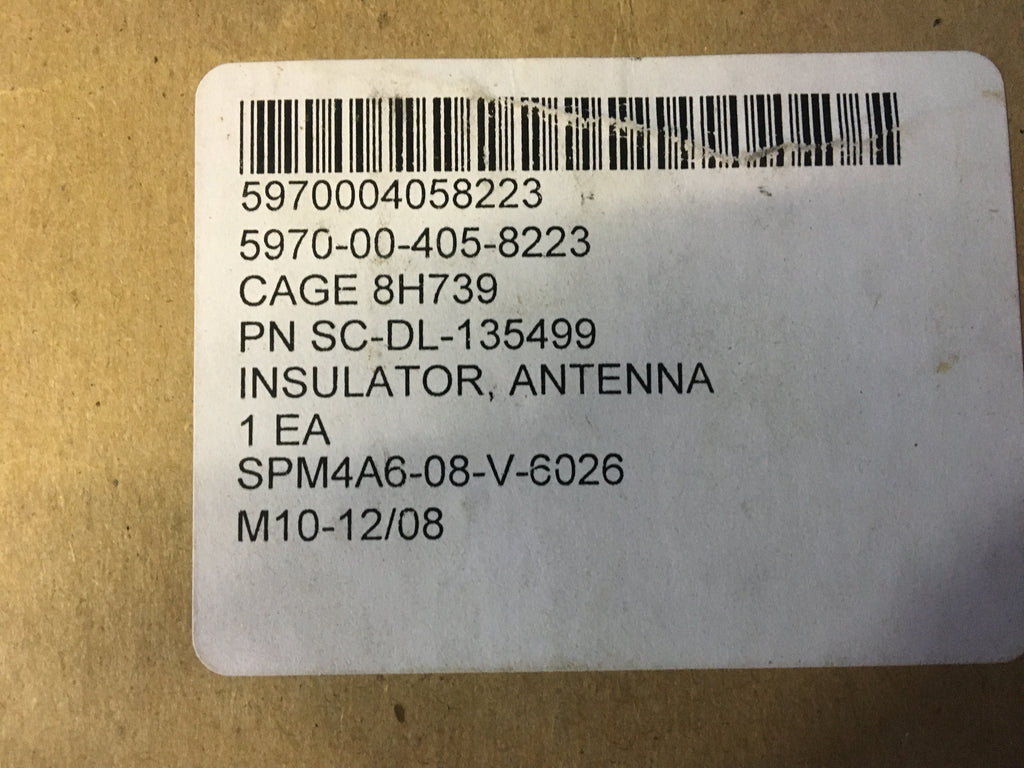 5970004058223
5970-00-405-8223
CAGE 8H739
PN SC-DL-135499
INSULATOR, ANTENNA
1 EA
SPM4A6-08-V-6026
M10-12/08